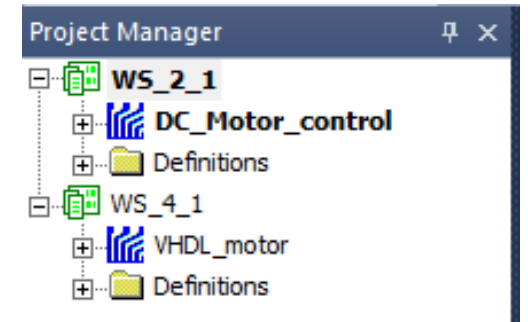 Project Manager
WS_2_1
DC_Motor_control
Definitions
WS_4_1
VHDL_motor
Definitions